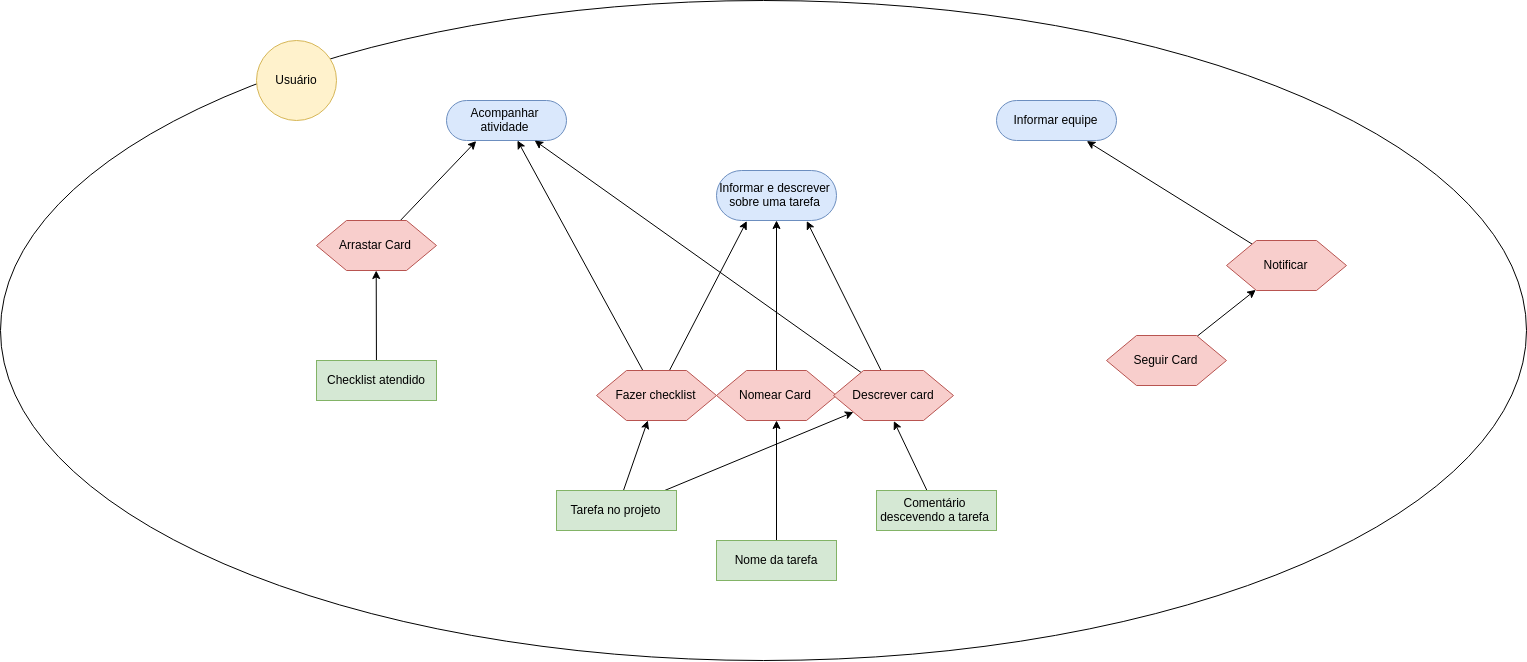 Usuário
Acompanhar
atividade
Informar equipe
Informar e descrever
sobre uma tarefa
Arrastar Card
Notificar
Seguir Card
Checklist atendido
Fazer checklist
Nomear Card
Descrever card
Tarefa no projeto
Comentário
descevendo a tarefa
Nome da tarefa